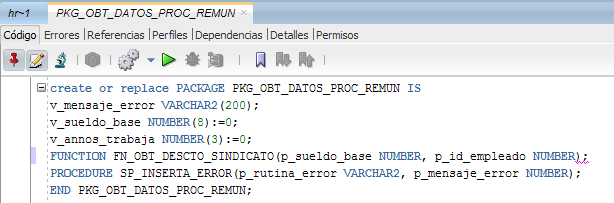 hr~1 PKG_OBT_DATOS_PROC_REMUN
Código Errores Referencias Perfiles Dependencias Detalles Permisos
create or replace PACKAGE PKG_OBT_DATOS_PROC_REMUN IS
v_mensaje_error VARCHAR2(200);
v_sueldo_base NUMBER(8):=0;
v_annos_trabaja NUMBER(3):=0;
FUNCTION FN_OBT_DESCTO_SINDICATO(p_sueldo_base NUMBER, p_id_empleado NUMBER);
PROCEDURE SP_INSERTA_ERROR(p_rutina_error VARCHAR2, p_mensaje_error NUMBER);
END PKG_OBT_DATOS_PROC_REMUN;